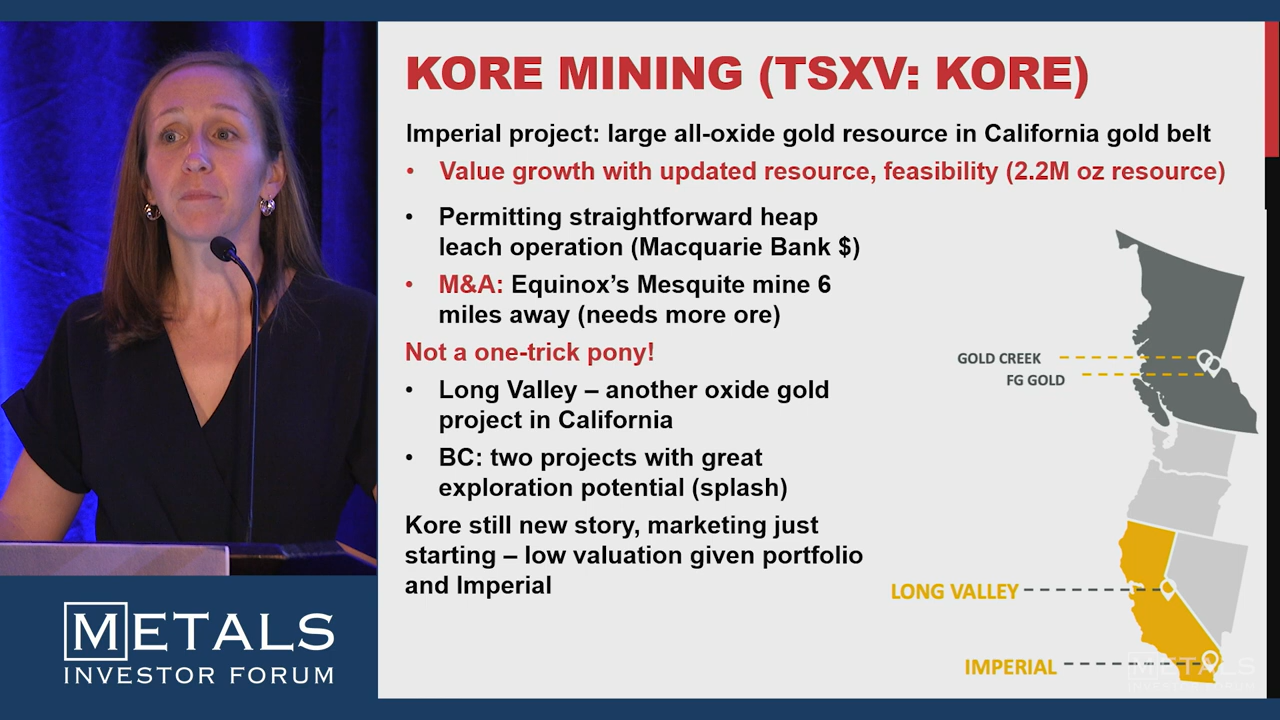 KORE MINING (TSXV: KORE)
Imperial project: large all-oxide gold resource in California gold belt
• Value growth with updated resource, feasibility (2.2M oz resource)
• Permitting straightforward heap
leach operation (Macquarie Bank $)
• M&A: Equinox’s Mesquite mine 6
miles away (needs more ore)
Not a one-trick pony!
• Long Valley – another oxide gold
project in California
• BC: two projects with great
exploration potential (splash)
Kore still new story, marketing just
starting – low valuation given portfolio
and Imperial
GOLD CREEK
FG GOLD
LONG VALLEY
IMPERIAL
METALS
INVESTOR FORUM
METALS
INVESTOR FORUM